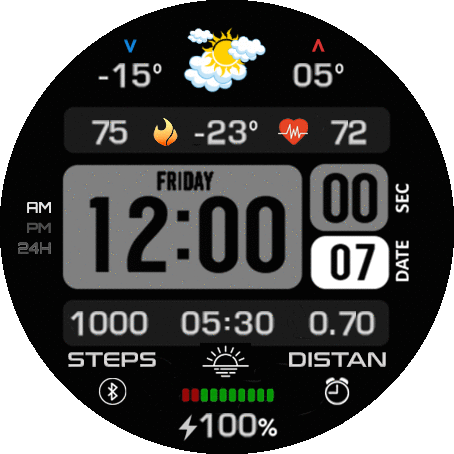 -15° 05°
75 -23° 72
FRIDAY
12:00
00 SEC
07 DATE
AM
PM
24H
1000 05:30 0.70
STEPS DISTAN
100%